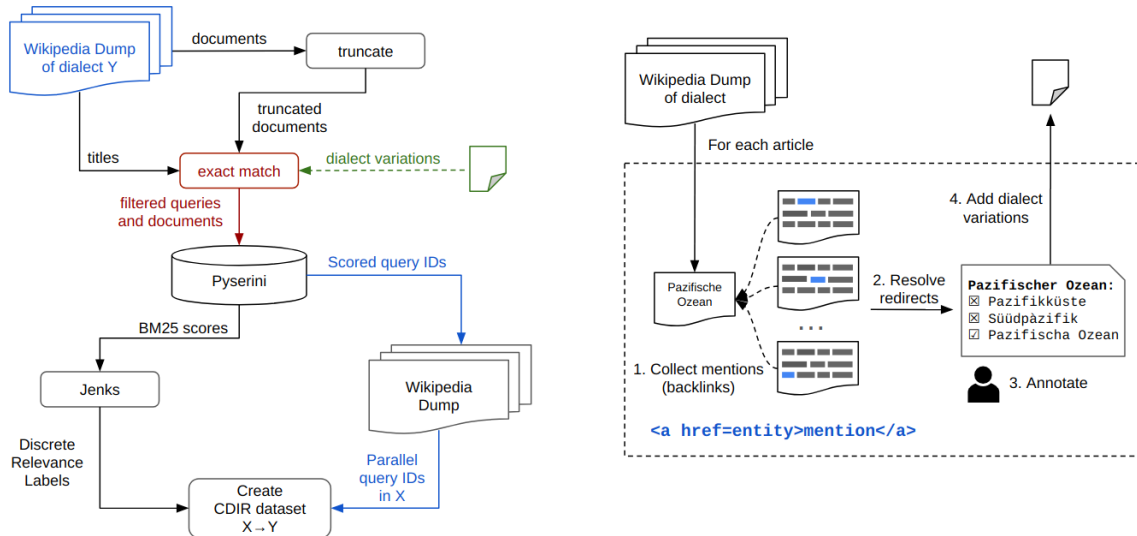 Wikipedia Dump
of dialect Y
documents
truncate
truncated
documents
titles
exact match
dialect variations
filtered queries
and documents
Pyserini
Scored query IDs
BM25 scores
Jenks
Wikipedia
Dump
Discrete
Relevance
Labels
Parallel
query IDs
in X
Create
CDIR dataset
X→Y
Wikipedia Dump
of dialect
For each article
4. Add dialect
variations
Pazifische
Ozean
2. Resolve
redirects
...
Pazifischer Ozean:
☒ Pazifikküste
☒ Süüdpàzifik
☑ Pazifischa Ozean
1. Collect mentions
(backlinks)
3. Annotate
<a href=entity>mention</a>